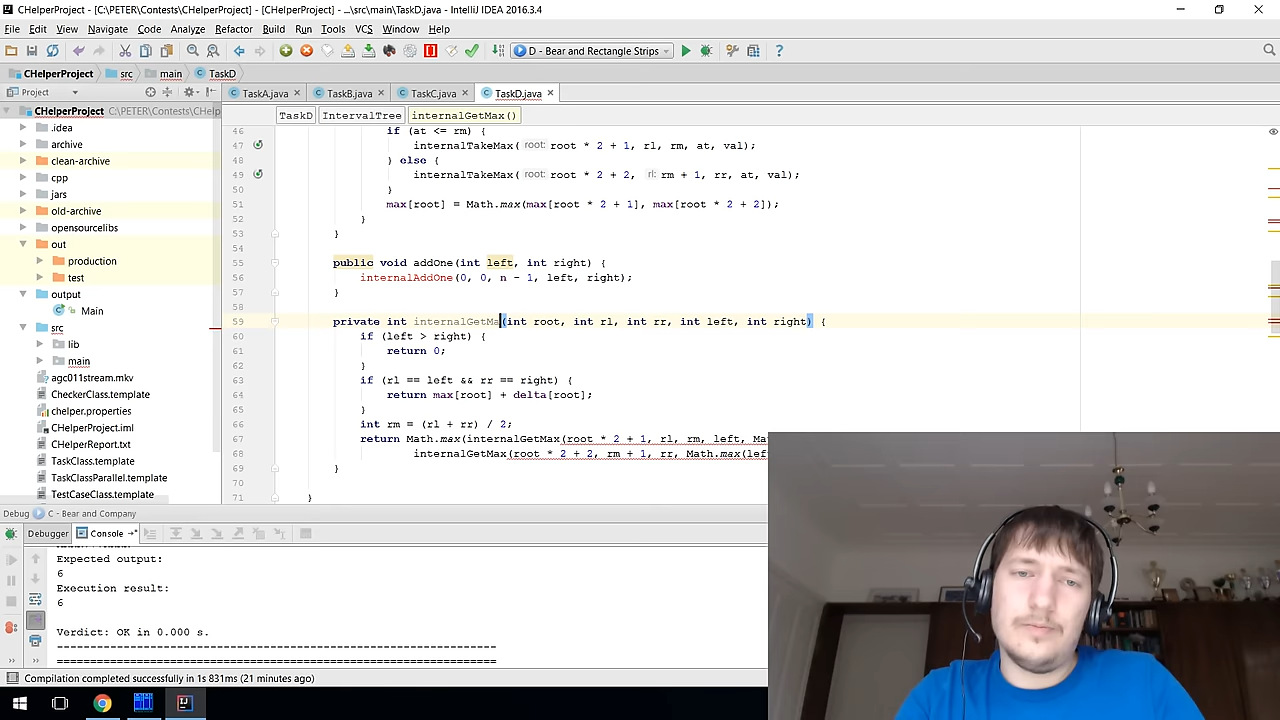 CHelperProject - [C:\PETER\Contests\CHelperProject] - [CHelperProject] - ...\src\main\TaskD.java - IntelliJ IDEA 2016.3.4
File Edit View Navigate Code Analyze Refactor Build Run Tools VCS Window Help
D - Bear and Rectangle Strips
CHelperProject src main TaskD
Project TaskA.java TaskB.java TaskC.java TaskD.java
CHelperProject C:\PETER\Contests\CHelperP
.idea
archive
clean-archive
cpp
jars
old-archive
opensourcelibs
out
production
test
output
Main
src
lib
main
agc011stream.mkv
CheckerClass.template
chelper.properties
CHelperProject.iml
CHelperReport.txt
TaskClass.template
TaskClassParallel.template
TestCaseClass.template
TaskD IntervalTree internalGetMax()
46 if (at <= rm) {
47 internalTakeMax( root: root * 2 + 1, rl, rm, at, val);
48 } else {
49 internalTakeMax( root: root * 2 + 2, rl: rm + 1, rr, at, val);
50 }
51 max[root] = Math.max(max[root * 2 + 1], max[root * 2 + 2]);
52 }
53 }
54
55 public void addOne(int left, int right) {
56 internalAddOne(0, 0, n - 1, left, right);
57 }
58
59 private int internalGetMa(int root, int rl, int rr, int left, int right) {
60 if (left > right) {
61 return 0;
62 }
63 if (rl == left && rr == right) {
64 return max[root] + delta[root];
65 }
66 int rm = (rl + rr) / 2;
67 return Math.max(internalGetMax(root * 2 + 1, rl, rm, left, Ma
68 internalGetMax(root * 2 + 2, rm + 1, rr, Math.max(lef
69 }
70
71 }
Debug C - Bear and Company
Debugger Console
Expected output:
6
Execution result:
6
Verdict: OK in 0.000 s.
------------------------------------------------------------------
==================================================================
Compilation completed successfully in 1s 831ms (21 minutes ago)